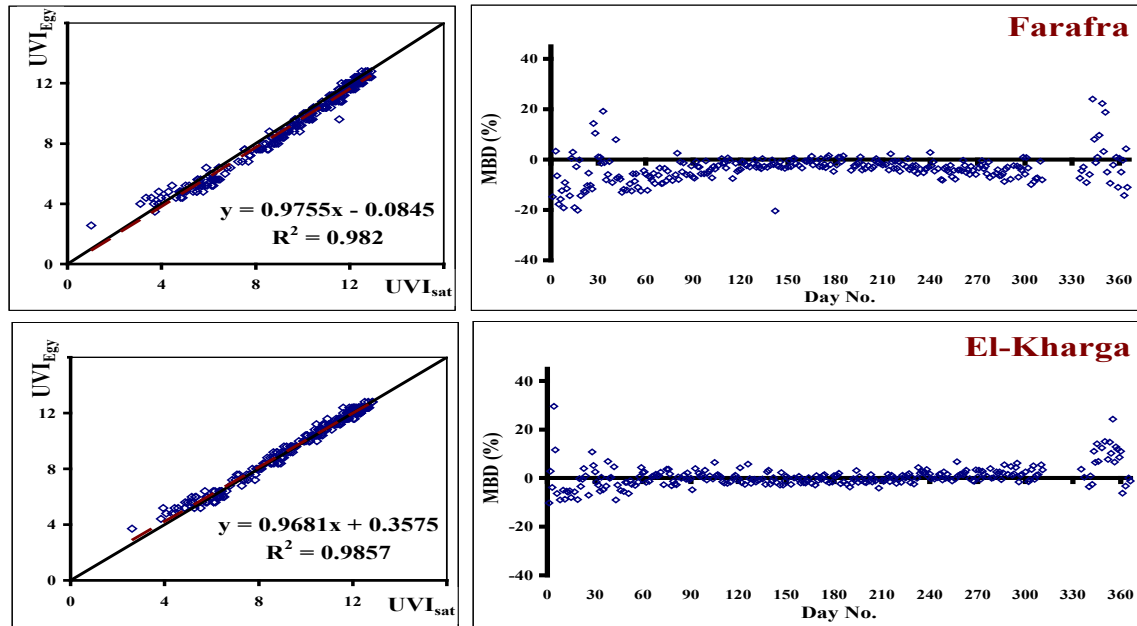 UVI_Egy
12
8
4
0
y = 0.9755x - 0.0845
R² = 0.982
0 4 8 12 UVI_sat
Farafra
MBD (%)
40
20
0
-20
-40
0 30 60 90 120 150 180 210 240 270 300 330 360
Day No.
UVI_Egy
12
8
4
0
y = 0.9681x + 0.3575
R² = 0.9857
0 4 8 12 UVI_sat
El-Kharga
MBD (%)
40
20
0
-20
-40
0 30 60 90 120 150 180 210 240 270 300 330 360
Day No.